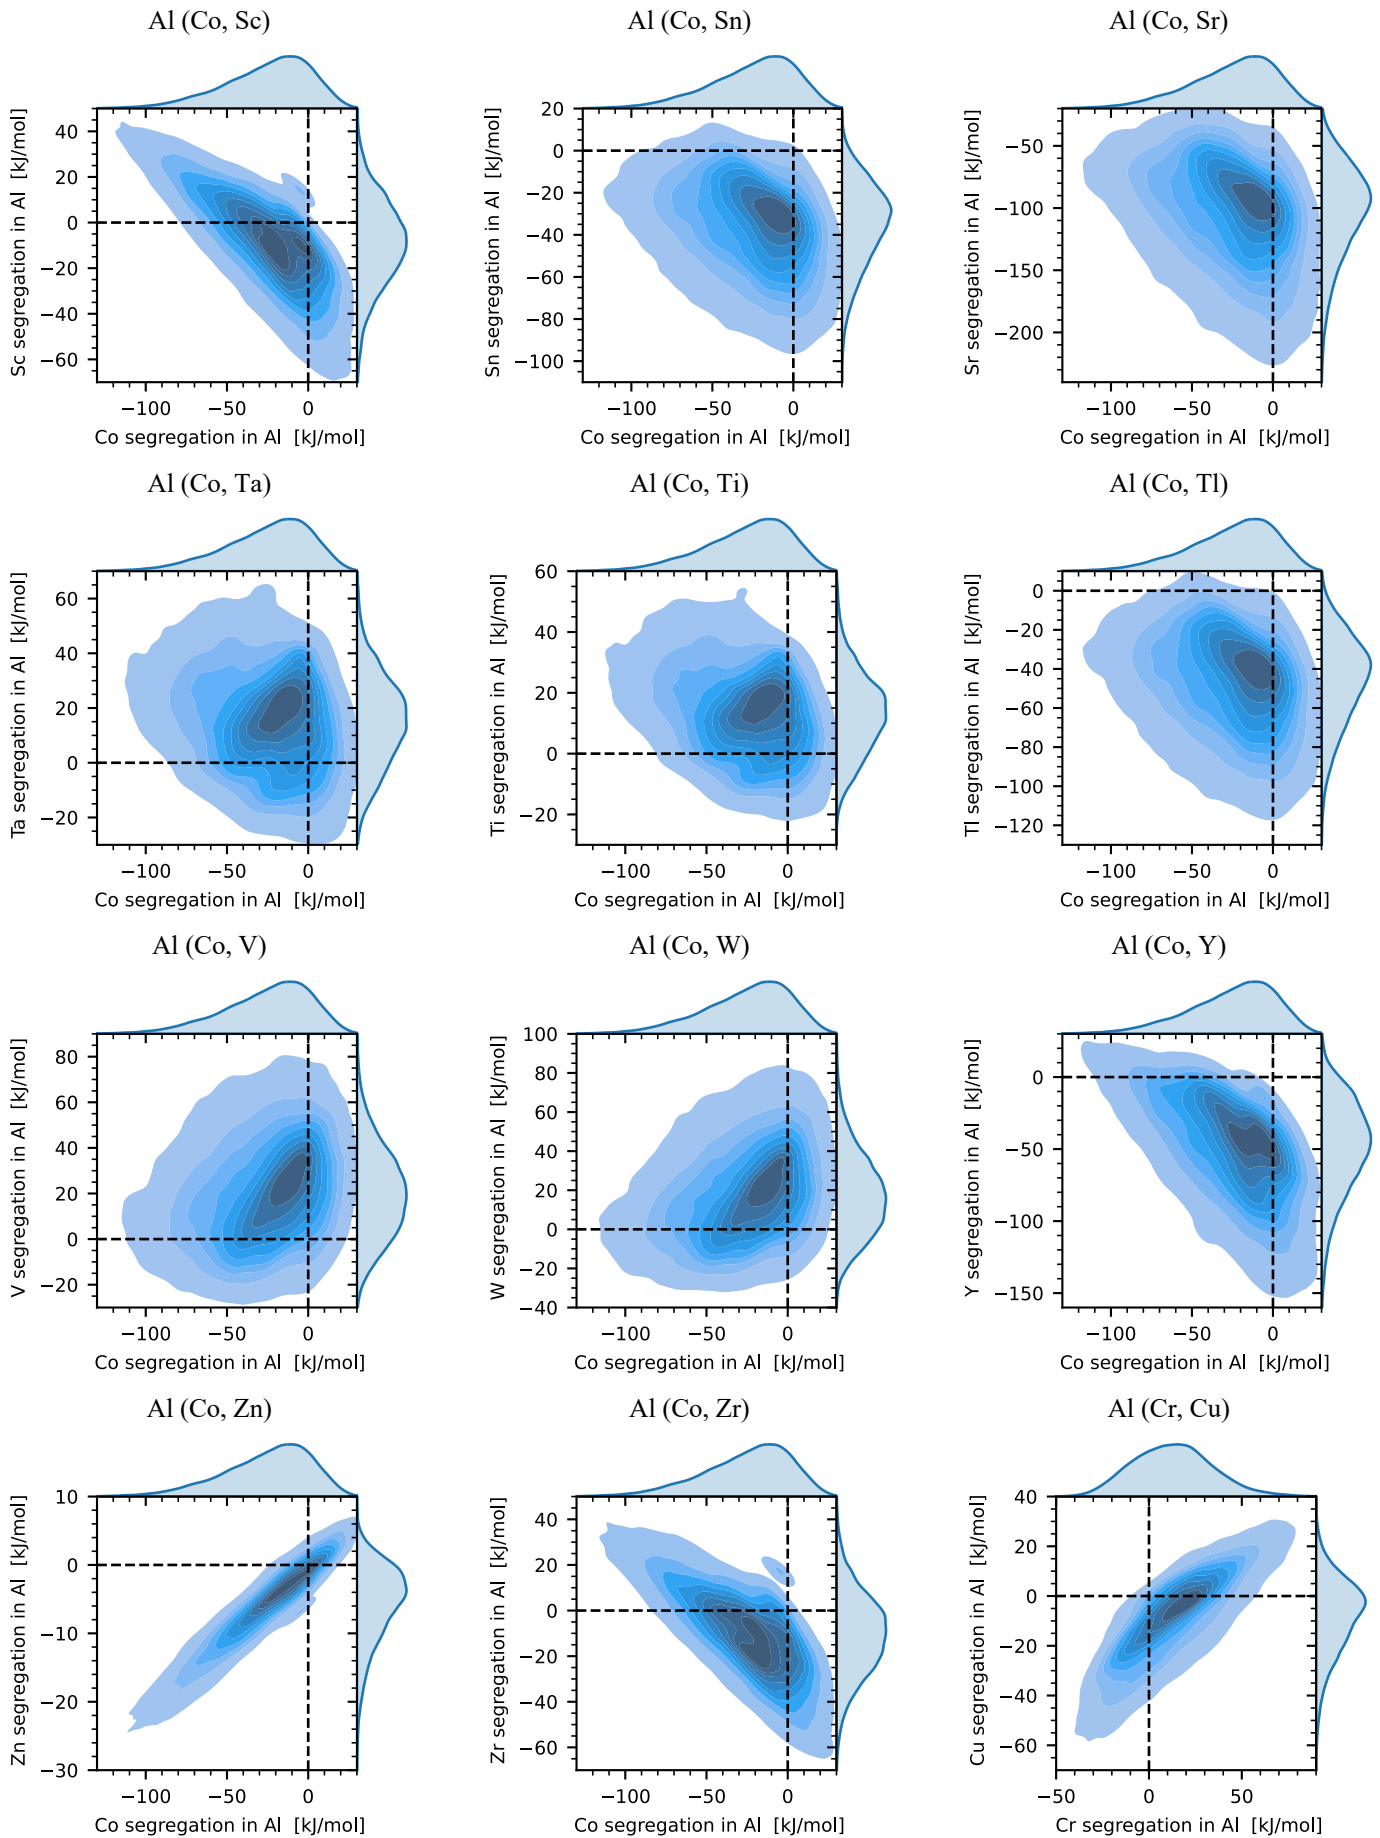 Al (Co, Sc) Al (Co, Sn) Al (Co, Sr)
Sc segregation in Al [kJ/mol]
40
20
0
−20
−40
−60
−100 −50 0
Co segregation in Al [kJ/mol]
Sn segregation in Al [kJ/mol]
20
0
−20
−40
−60
−80
−100
−100 −50 0
Co segregation in Al [kJ/mol]
Sr segregation in Al [kJ/mol]
−50
−100
−150
−200
−100 −50 0
Co segregation in Al [kJ/mol]
Al (Co, Ta) Al (Co, Ti) Al (Co, Tl)
Ta segregation in Al [kJ/mol]
60
40
20
0
−20
−100 −50 0
Co segregation in Al [kJ/mol]
Ti segregation in Al [kJ/mol]
60
40
20
0
−20
−100 −50 0
Co segregation in Al [kJ/mol]
Tl segregation in Al [kJ/mol]
0
−20
−40
−60
−80
−100
−120
−100 −50 0
Co segregation in Al [kJ/mol]
Al (Co, V) Al (Co, W) Al (Co, Y)
V segregation in Al [kJ/mol]
80
60
40
20
0
−20
−100 −50 0
Co segregation in Al [kJ/mol]
W segregation in Al [kJ/mol]
100
80
60
40
20
0
−20
−40
−100 −50 0
Co segregation in Al [kJ/mol]
Y segregation in Al [kJ/mol]
0
−50
−100
−150
−100 −50 0
Co segregation in Al [kJ/mol]
Al (Co, Zn) Al (Co, Zr) Al (Cr, Cu)
Zn segregation in Al [kJ/mol]
10
0
−10
−20
−30
−100 −50 0
Co segregation in Al [kJ/mol]
Zr segregation in Al [kJ/mol]
40
20
0
−20
−40
−60
−100 −50 0
Co segregation in Al [kJ/mol]
Cu segregation in Al [kJ/mol]
40
20
0
−20
−40
−60
−50 0 50
Cr segregation in Al [kJ/mol]